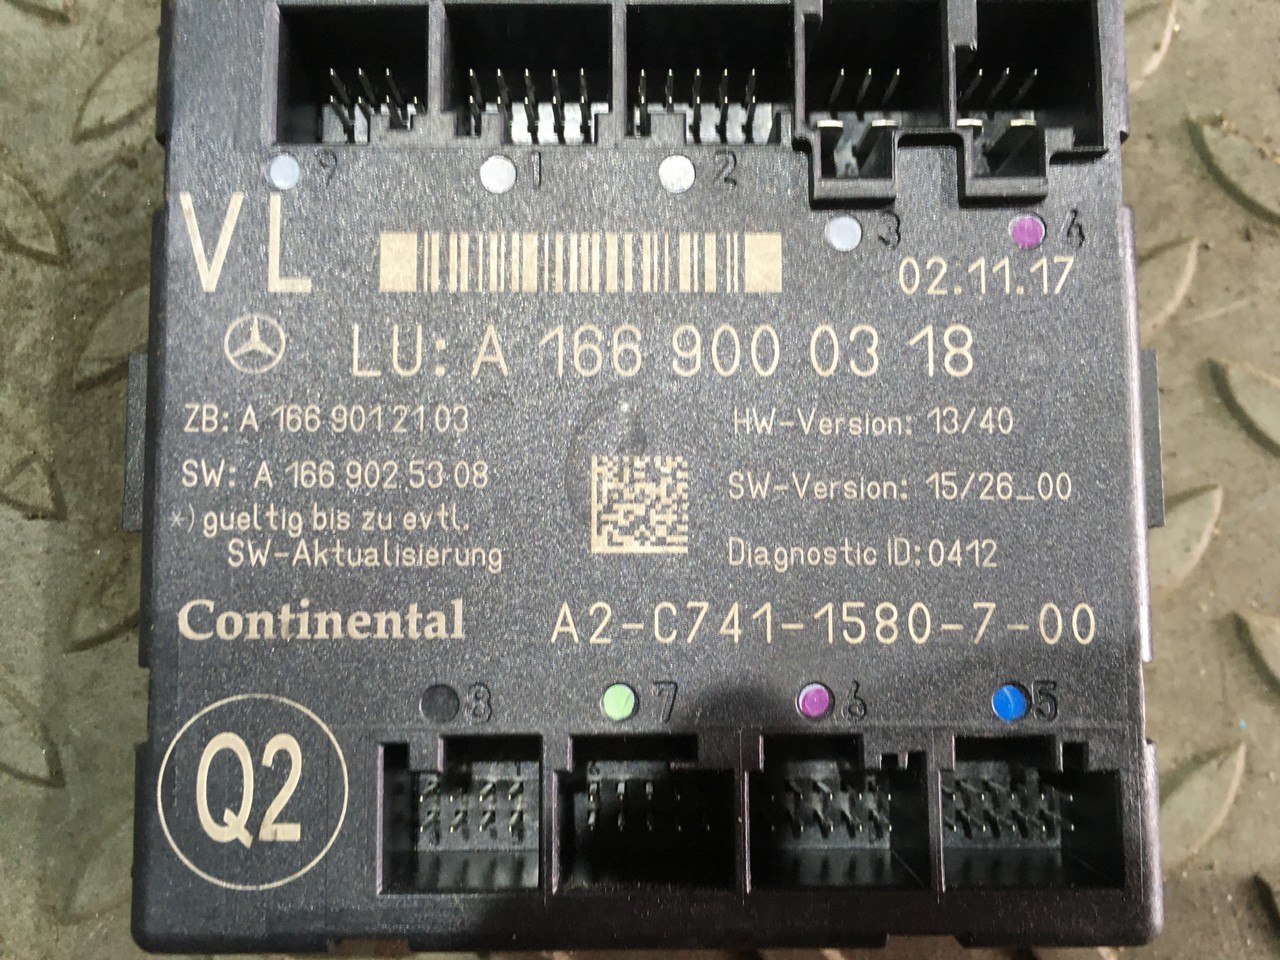 9 1 2
VL
3 4
02.11.17
LU: A 166 900 03 18
ZB: A 166 901 21 03
HW-Version: 13/40
SW: A 166 902 53 08
SW-Version: 15/26_00
*) gueltig bis zu evtl.
SW-Aktualisierung
Diagnostic ID: 0412
Continental
A2-C741-1580-7-00
8 7 6 5
Q2